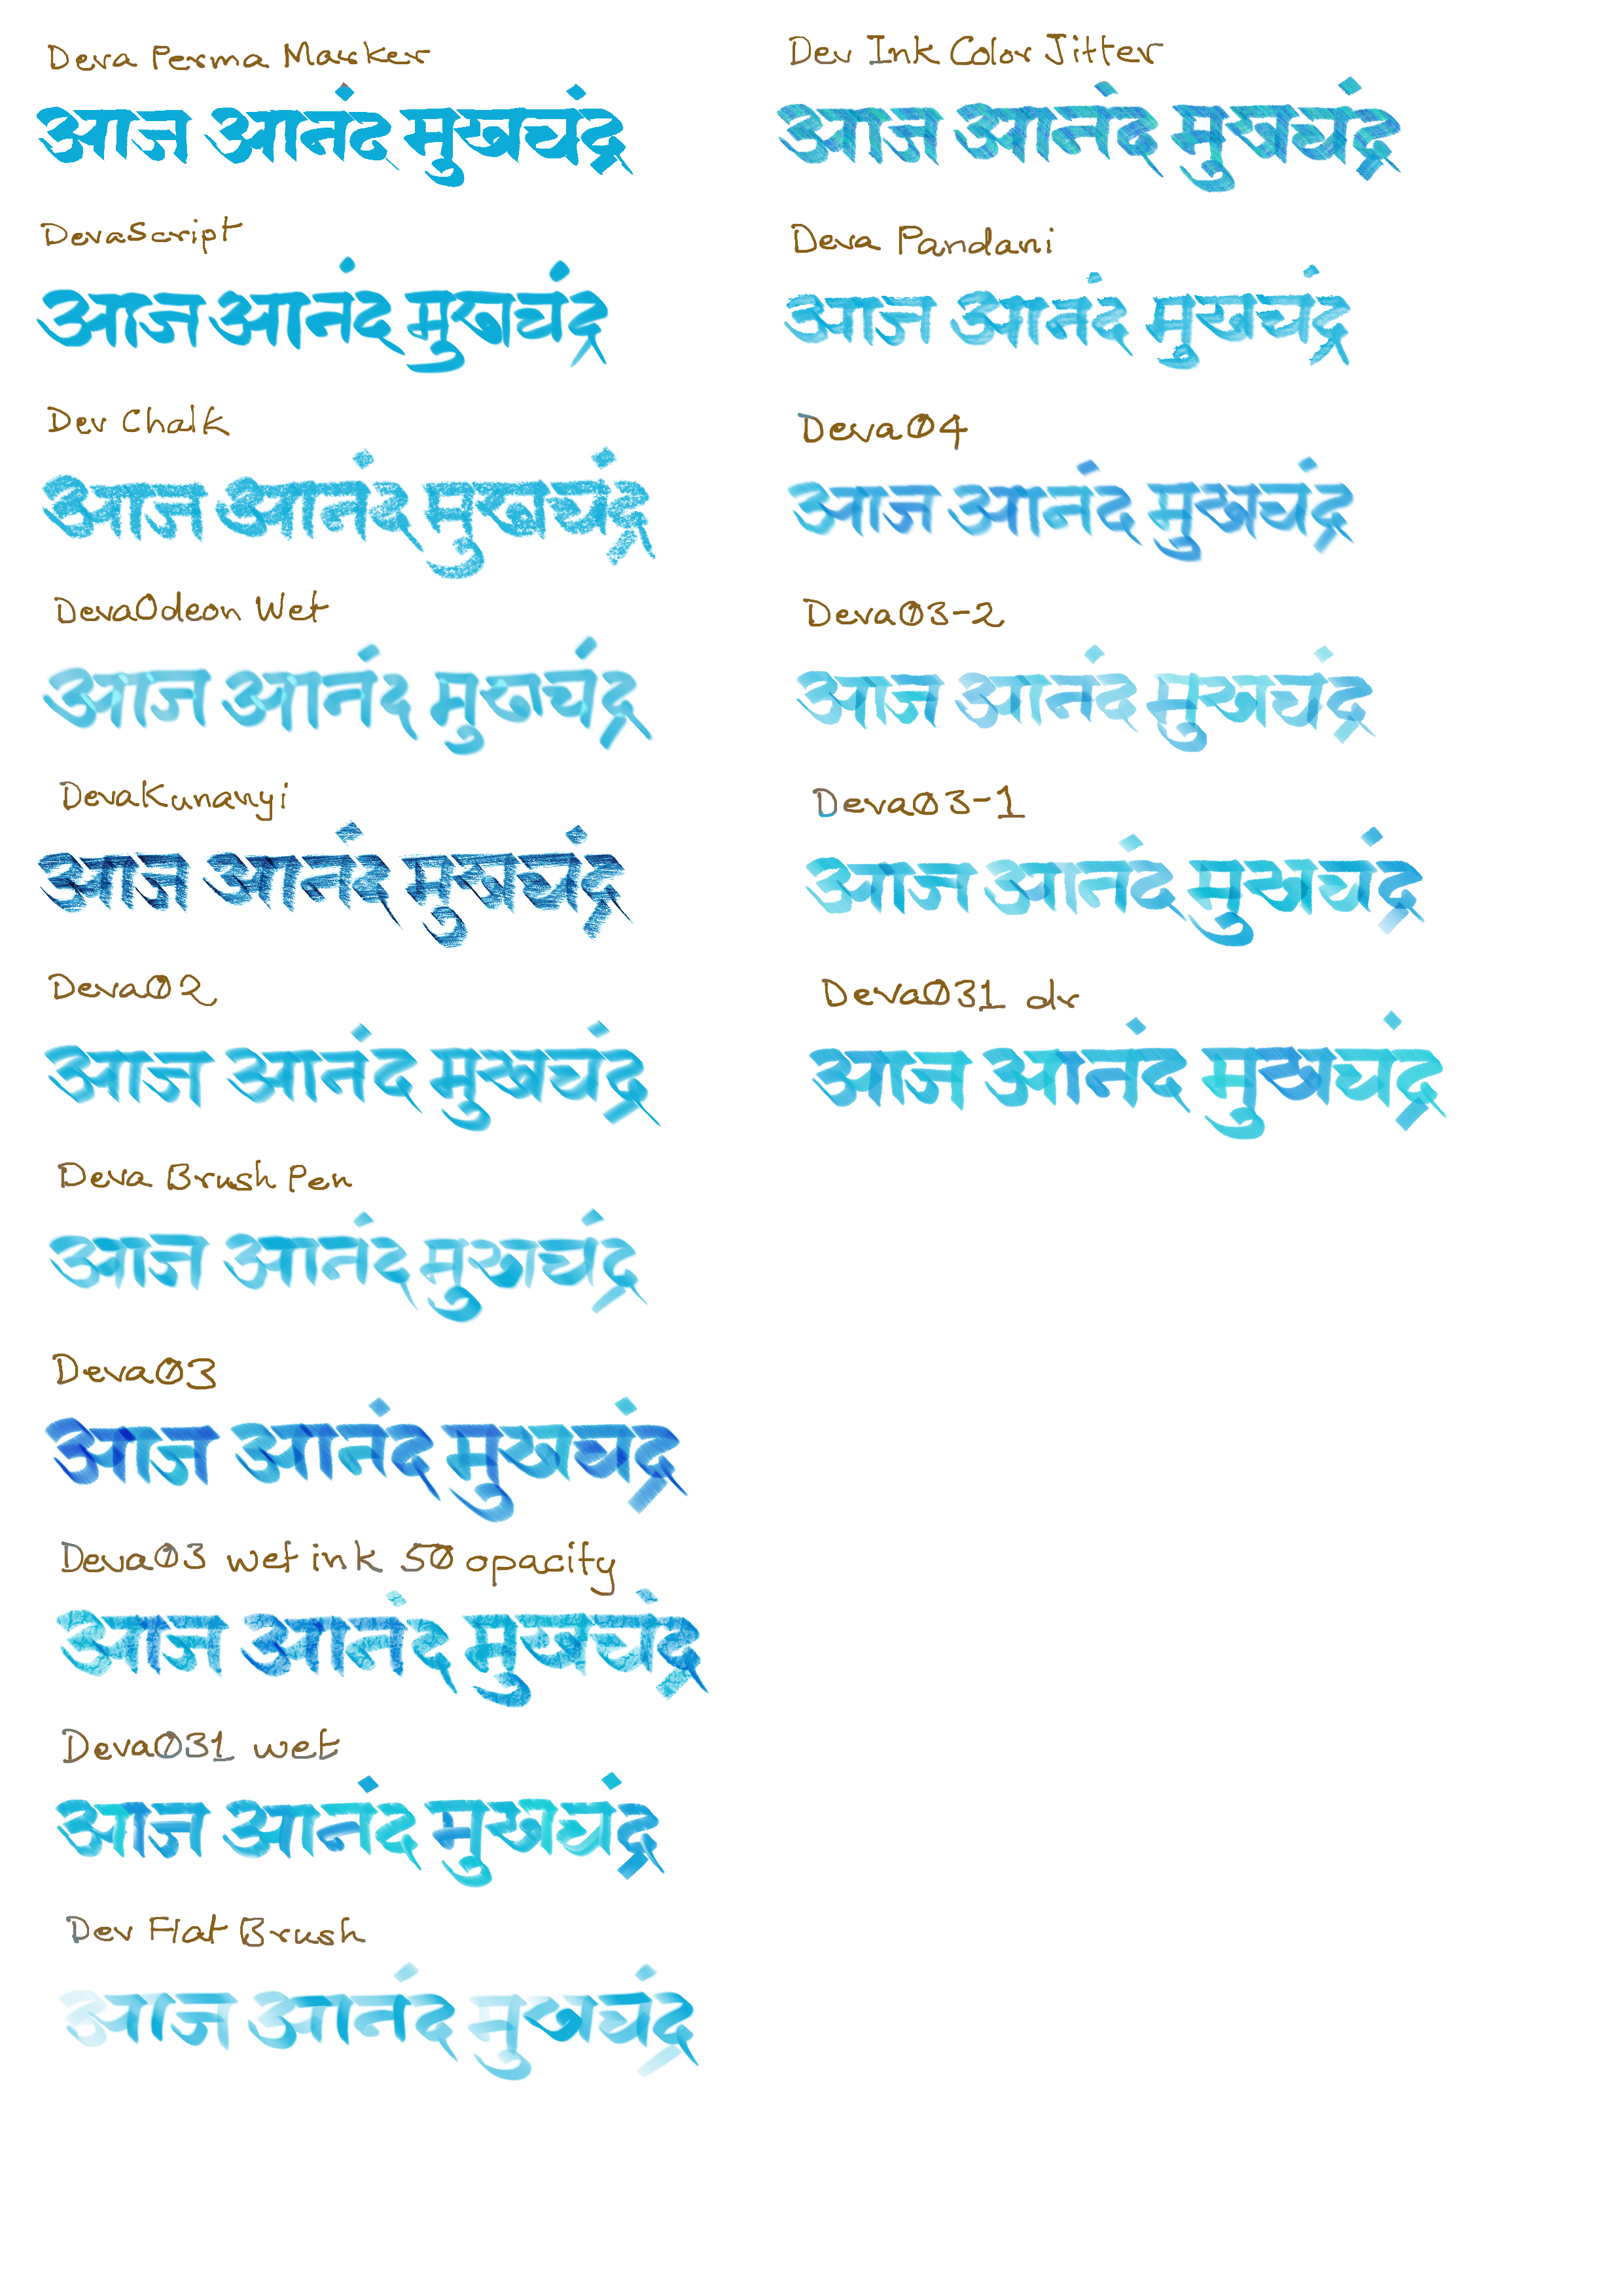 Deva Perma Marker
आज आनंद मुखचंद्र
DevaScript
आज आनंद मुखचंद्र
Dev Chalk
आज आनंद मुखचंद्र
DevaOdeon Wet
आज आनंद मुखचंद्र
DevaKunanyi
आज आनंद मुखचंद्र
Deva02
आज आनंद मुखचंद्र
Deva Brush Pen
आज आनंद मुखचंद्र
Deva03
आज आनंद मुखचंद्र
Deva03 wet ink 50 opacity
आज आनंद मुखचंद्र
Deva031 wet
आज आनंद मुखचंद्र
Dev Flat Brush
आज आनंद मुखचंद्र
Dev Ink Color Jitter
आज आनंद मुखचंद्र
Deva Pandani
आज आनंद मुखचंद्र
Deva04
आज आनंद मुखचंद्र
Deva03-2
आज आनंद मुखचंद्र
Deva03-1
आज आनंद मुखचंद्र
Deva031 dr
आज आनंद मुखचंद्र